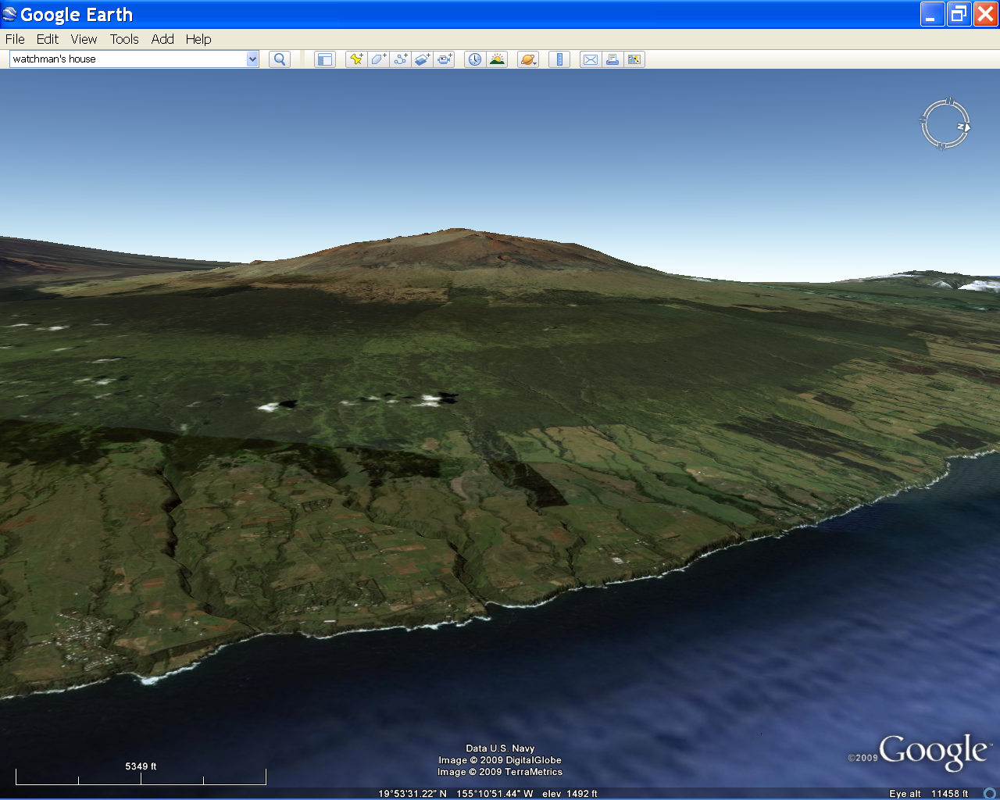 Google Earth
File Edit View Tools Add Help
watchman's house
N
5349 ft
Data U.S. Navy
Image © 2009 DigitalGlobe
Image © 2009 TerraMetrics
©2009 Google
19°53'31.22" N 155°10'51.44" W elev 1492 ft
Eye alt 11458 ft